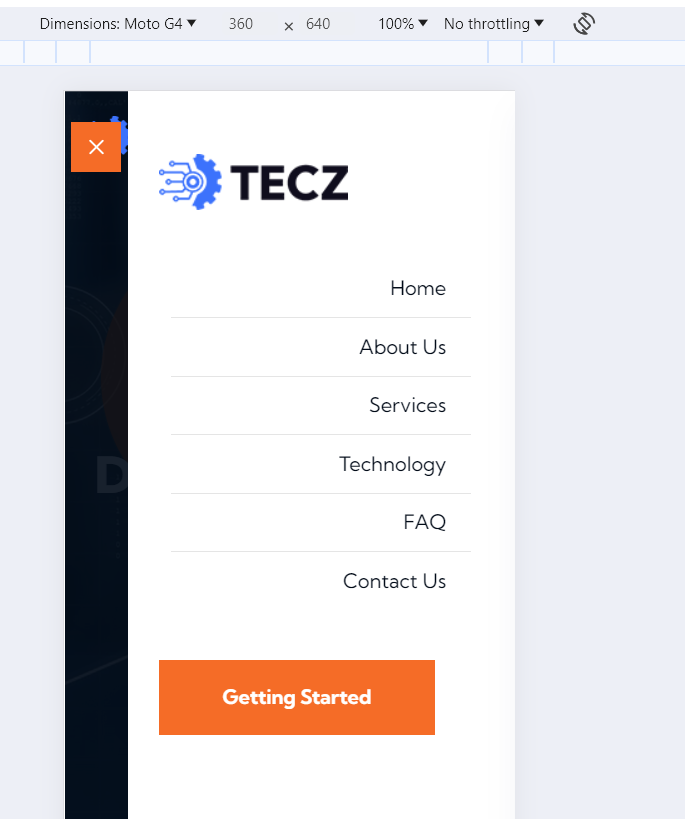 Dimensions: Moto G4 ▼ 360 × 640 100% ▼ No throttling ▼
×
TECZ
Home
About Us
Services
D
Technology
FAQ
Contact Us
Getting Started